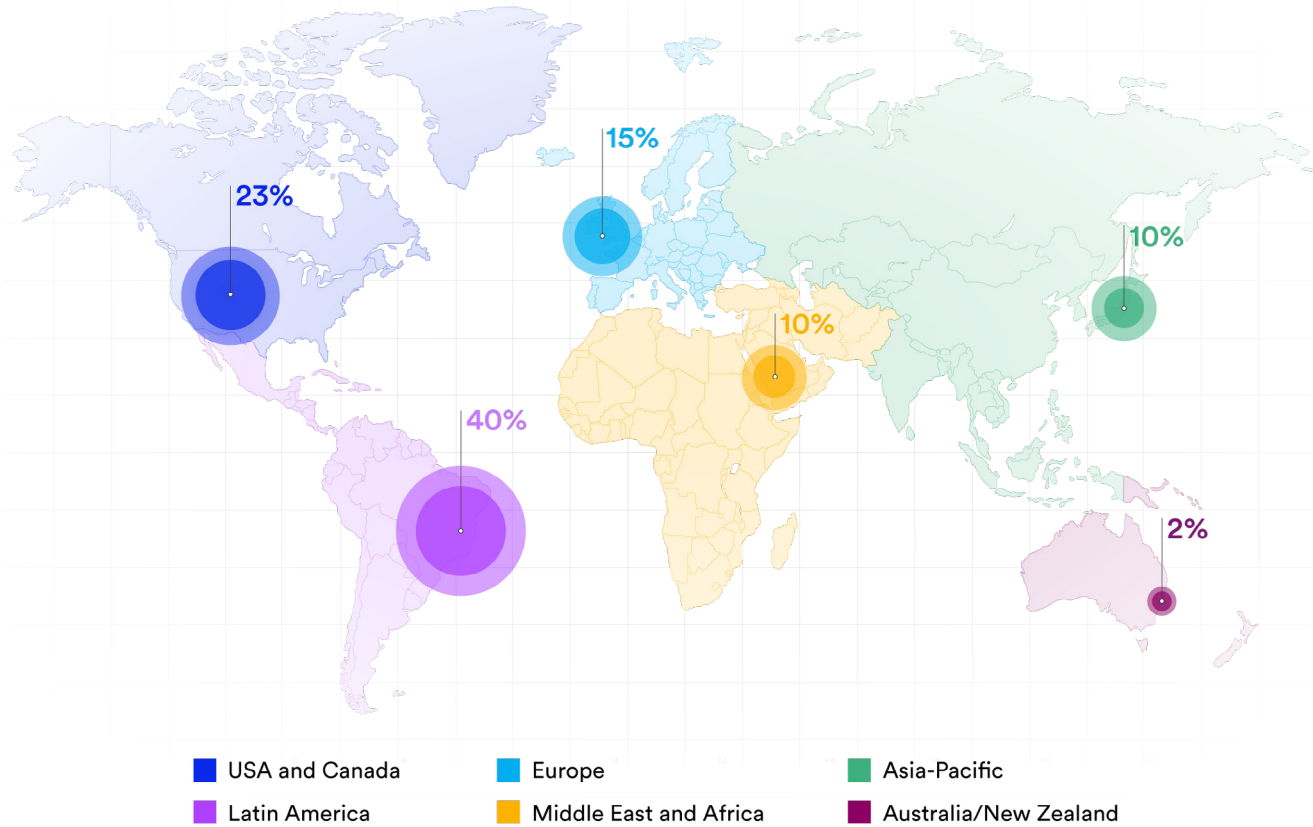 15%
23%
10%
10%
40%
2%
USA and Canada
Europe
Asia-Pacific
Latin America
Middle East and Africa
Australia/New Zealand